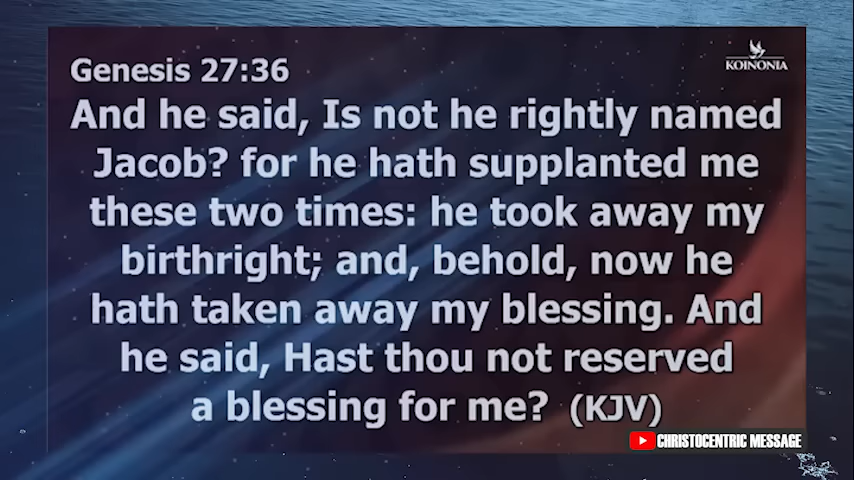 Genesis 27:36
KOINONIA
And he said, Is not he rightly named
Jacob? for he hath supplanted me
these two times: he took away my
birthright; and, behold, now he
hath taken away my blessing. And
he said, Hast thou not reserved
a blessing for me? (KJV)
CHRISTOCENTRIC MESSAGE